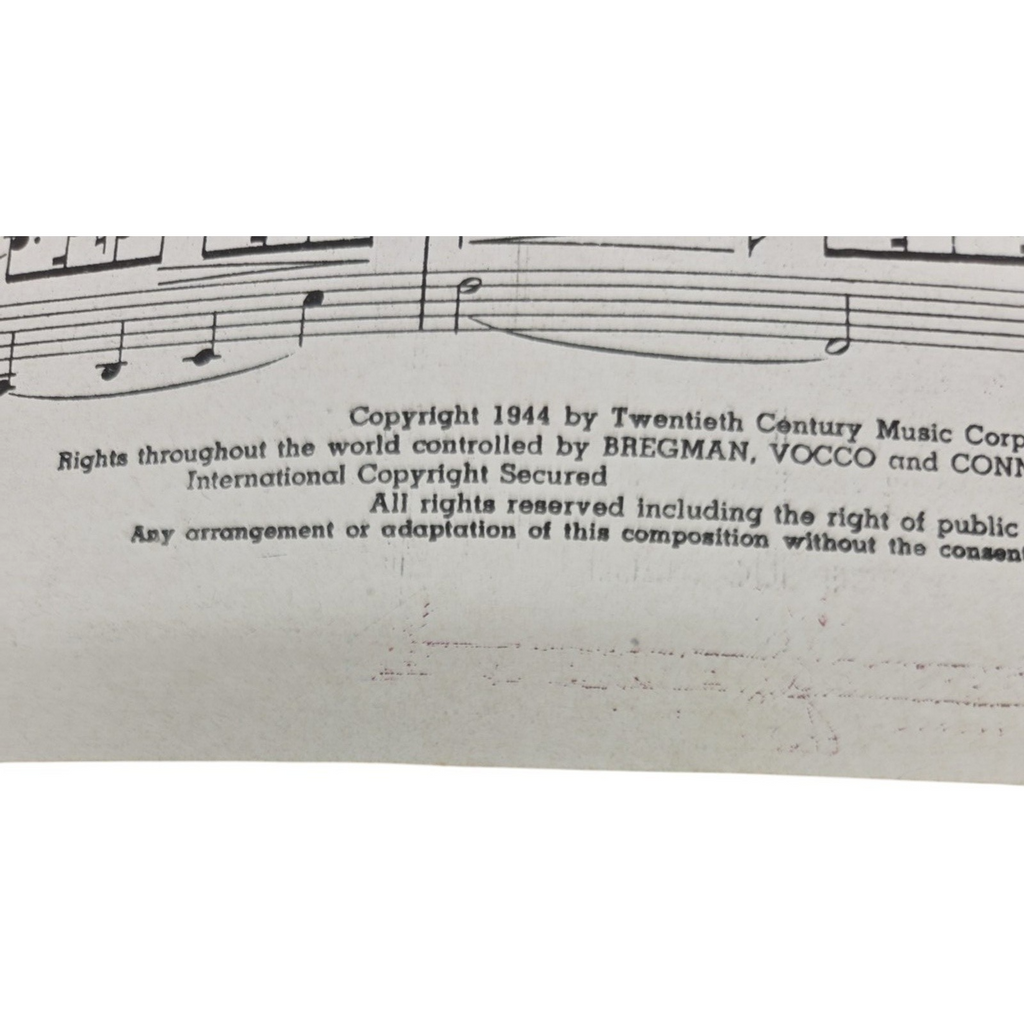 Copyright 1944 by Twentieth Century Music Corp
Rights throughout the world controlled by BREGMAN, VOCCO and CONN
International Copyright Secured
All rights reserved including the right of public
Any arrangement or adaptation of this composition without the consent